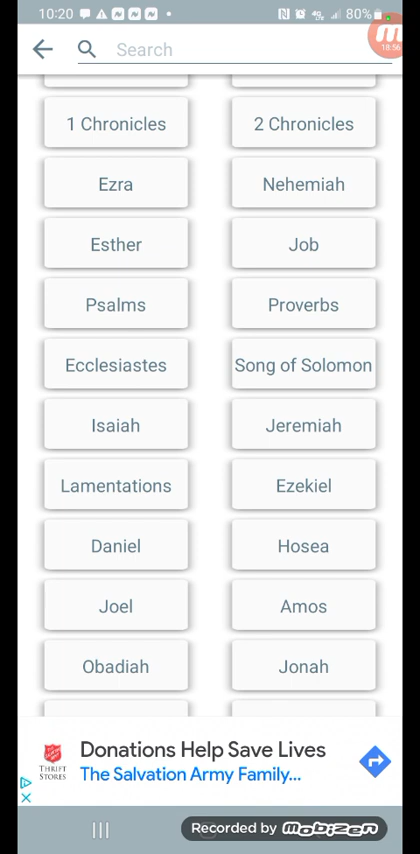 10:20 80%
Search
18:56
1 Chronicles 2 Chronicles
Ezra Nehemiah
Esther Job
Psalms Proverbs
Ecclesiastes Song of Solomon
Isaiah Jeremiah
Lamentations Ezekiel
Daniel Hosea
Joel Amos
Obadiah Jonah
Donations Help Save Lives
The Salvation Army Family...
THRIFT
STORES
Recorded by mobizen